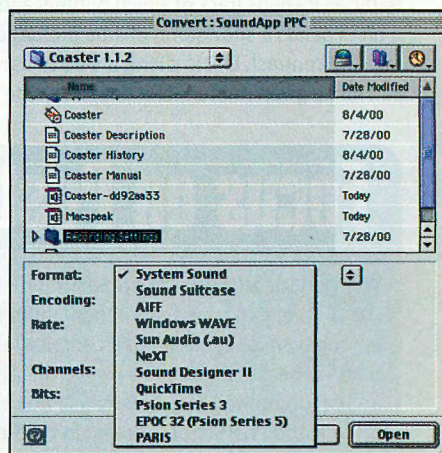 Convert : SoundApp PPC
Coaster 1.1.2
Name Date Modified
Coaster 8/4/00
Coaster Description 7/28/00
Coaster History 8/4/00
Coaster Manual 7/28/00
Coaster-dd92aa33 Today
Macspeak Today
Recording Settings 7/28/00
Format:
✓ System Sound
Sound Suitcase
Encoding:
AIFF
Rate:
Windows WAVE
Sun Audio (.au)
NeXT
Channels:
Sound Designer II
QuickTime
Bits:
Psion Series 3
EPOC 32 (Psion Series 5)
PARIS
Open